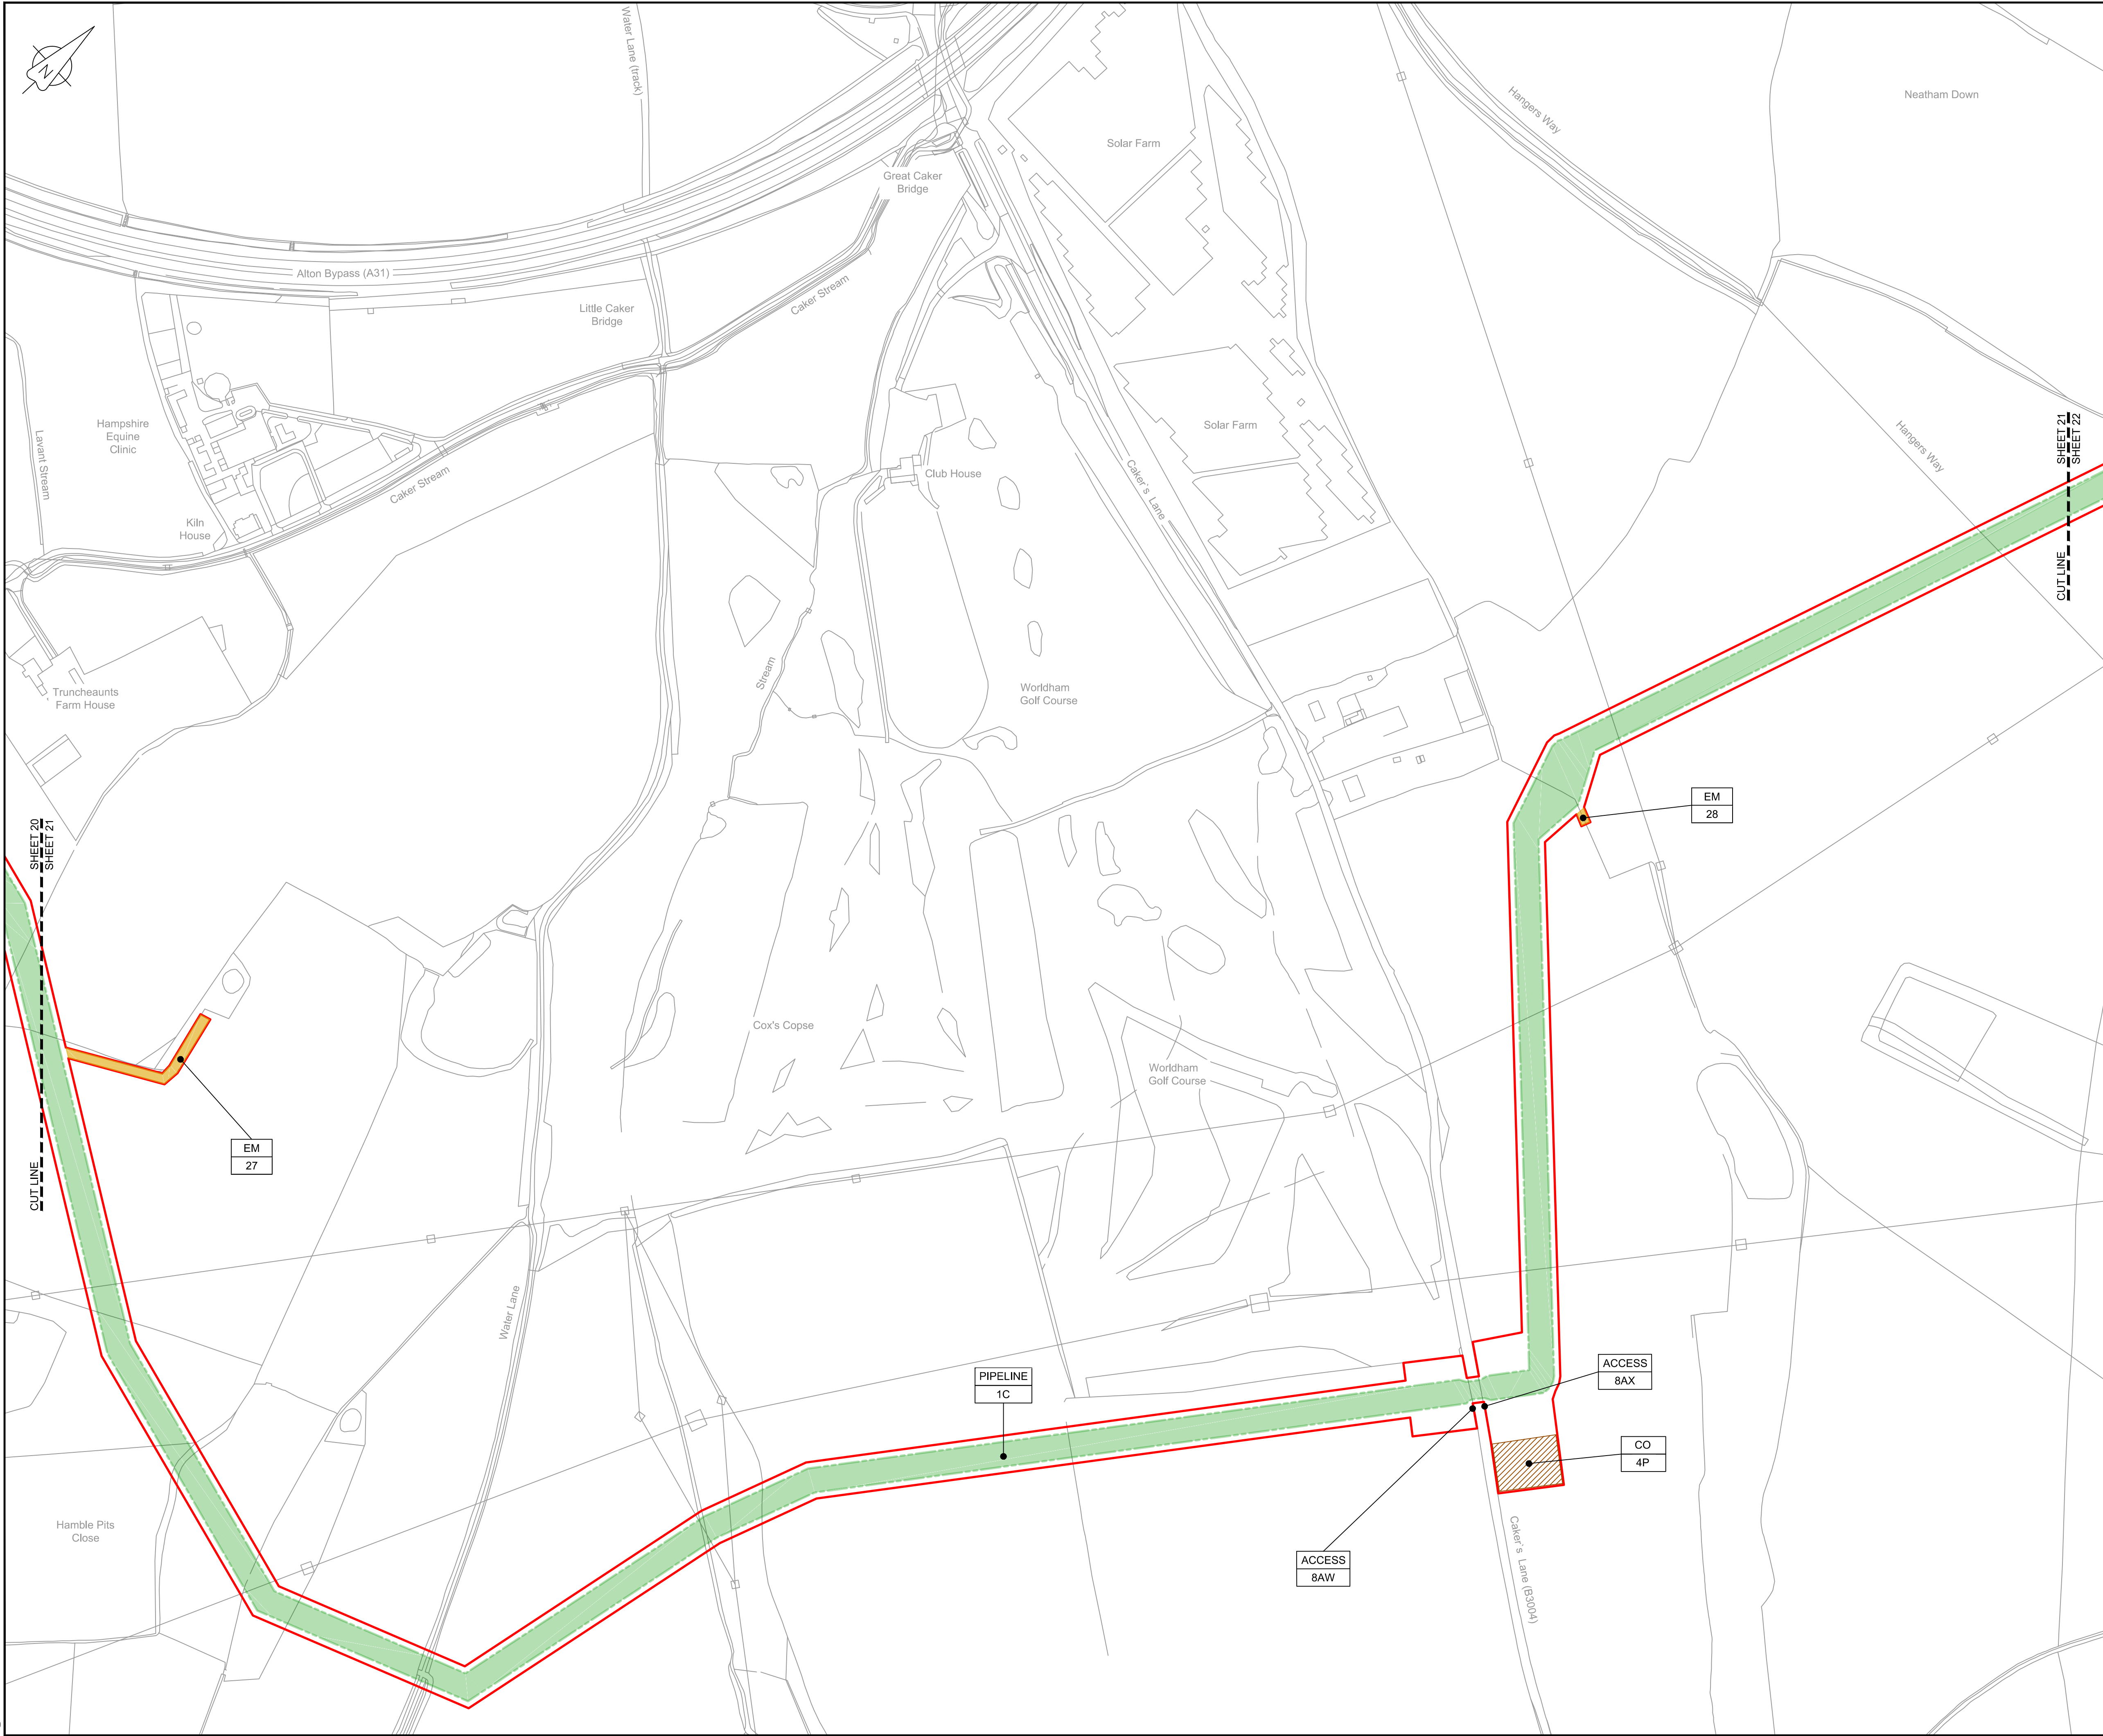 N
Water Lane (track)
Hangers Way
Neatham Down
Solar Farm
Great Caker
Bridge
Alton Bypass (A31)
Caker Stream
Little Caker
Bridge
Hampshire
Equine
Clinic
Lavant Stream
Solar Farm
Hangers Way
SHEET 21
SHEET 22
CUT LINE
Club House
Caker's Lane
Caker Stream
Kiln
House
Truncheaunts
Farm House
Stream
Worldham
Golf Course
EM
28
SHEET 20
SHEET 21
CUT LINE
Cox's Copse
Worldham
Golf Course
EM
27
Water Lane
PIPELINE
1C
ACCESS
8AX
CO
4P
Hamble Pits
Close
ACCESS
8AW
Caker's Lane (B3004)